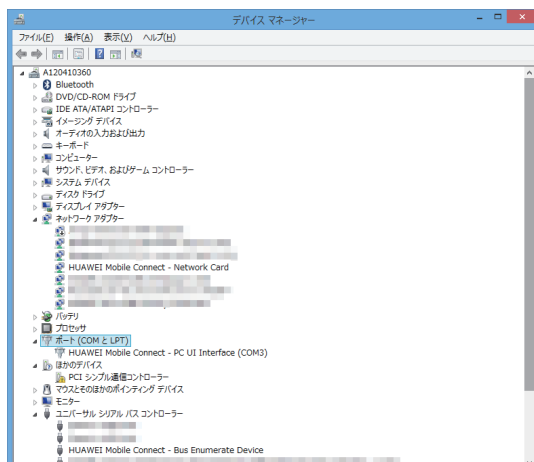 デバイス マネージャー
ファイル(F) 操作(A) 表示(V) ヘルプ(H)
A120410360
Bluetooth
DVD/CD-ROM ドライブ
IDE ATA/ATAPI コントローラー
イメージング デバイス
オーディオの入力および出力
キーボード
コンピューター
サウンド、ビデオ、およびゲーム コントローラー
システム デバイス
ディスク ドライブ
ディスプレイ アダプター
ネットワーク アダプター
HUAWEI Mobile Connect - Network Card
バッテリ
プロセッサ
ポート (COM と LPT)
HUAWEI Mobile Connect - PC UI Interface (COM3)
ほかのデバイス
PCI シンプル通信コントローラー
マウスとそのほかのポインティング デバイス
モニター
ユニバーサル シリアル バス コントローラー
HUAWEI Mobile Connect - Bus Enumerate Device